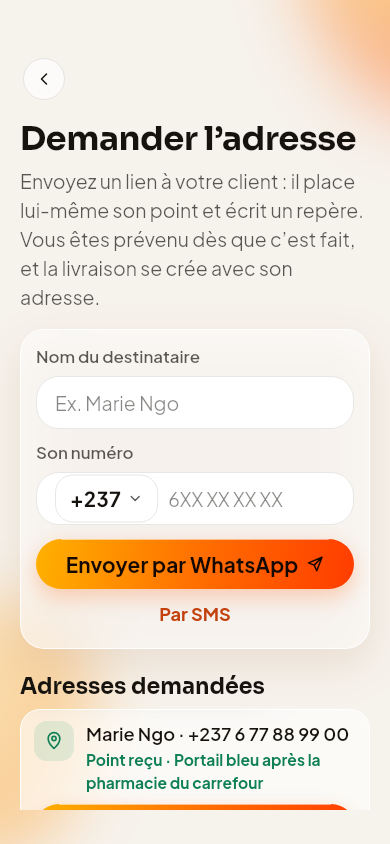 Demander l’adresse
Envoyez un lien à votre client : il place
lui-même son point et écrit un repère.
Vous êtes prévenu dès que c’est fait,
et la livraison se crée avec son
adresse.
Nom du destinataire
Ex. Marie Ngo
Son numéro
+237 6XX XX XX XX
Envoyer par WhatsApp
Par SMS
Adresses demandées
Marie Ngo · +237 6 77 88 99 00
Point reçu · Portail bleu après la
pharmacie du carrefour